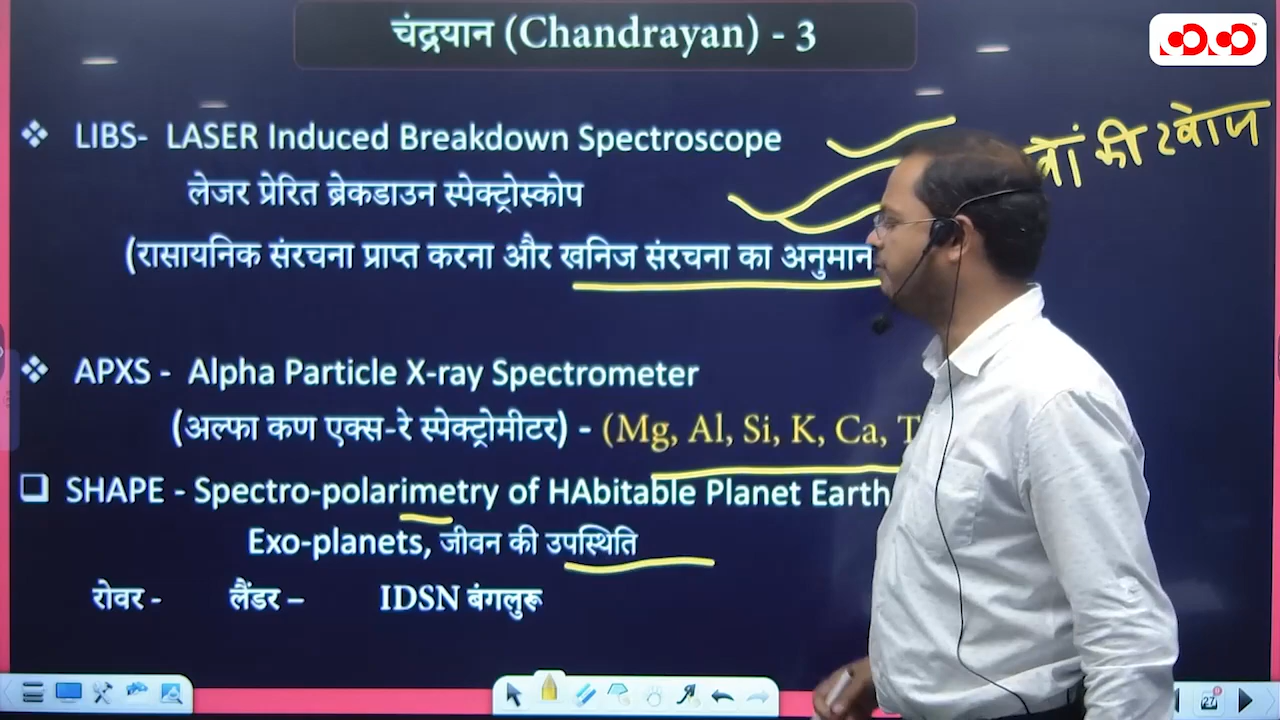 चंद्रयान (Chandrayan) - 3
❖ LIBS- LASER Induced Breakdown Spectroscope
की खोज
लेजर प्रेरित ब्रेकडाउन स्पेक्ट्रोस्कोप
(रासायनिक संरचना प्राप्त करना और खनिज संरचना का अनुमान
❖ APXS - Alpha Particle X-ray Spectrometer
(अल्फा कण एक्स-रे स्पेक्ट्रोमीटर) - (Mg, Al, Si, K, Ca,
❑ SHAPE - Spectro-polarimetry of HAbitable Planet Earth
Exo-planets, जीवन की उपस्थिति
रोवर - लैंडर – IDSN बंगलुरू
27